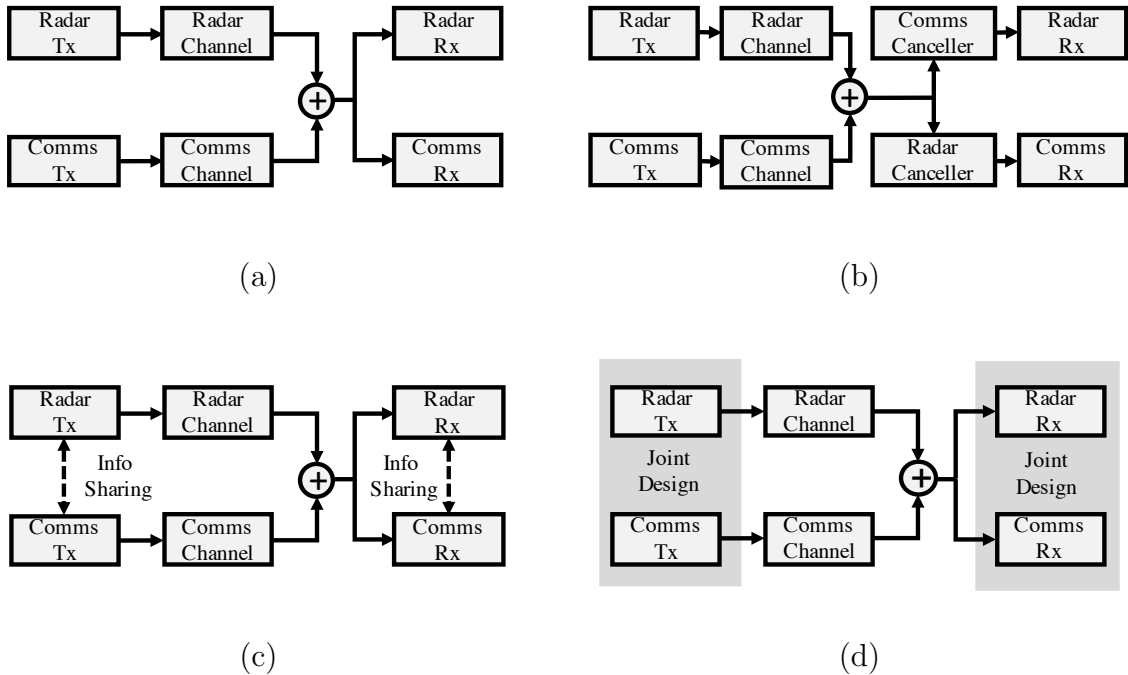 Radar
Tx
Radar
Channel
Radar
Rx
+
Comms
Tx
Comms
Channel
Comms
Rx
(a)
Radar
Tx
Radar
Channel
Comms
Canceller
Radar
Rx
+
Comms
Tx
Comms
Channel
Radar
Canceller
Comms
Rx
(b)
Radar
Tx
Radar
Channel
Radar
Rx
Info
Sharing
+
Info
Sharing
Comms
Tx
Comms
Channel
Comms
Rx
(c)
Radar
Tx
Radar
Channel
Radar
Rx
Joint
Design
+
Joint
Design
Comms
Tx
Comms
Channel
Comms
Rx
(d)